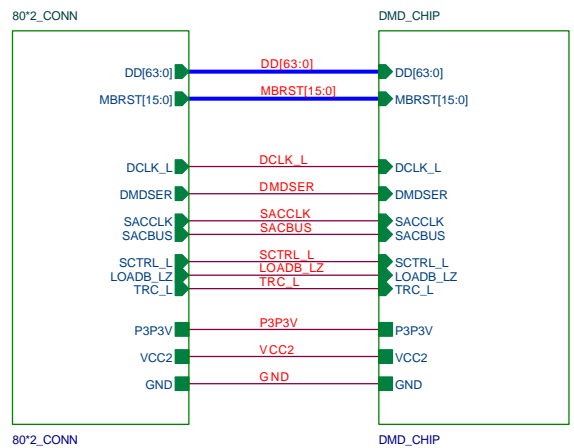 80*2_CONN DMD_CHIP
DD[63:0] DD[63:0] DD[63:0]
MBRST[15:0] MBRST[15:0] MBRST[15:0]
DCLK_L DCLK_L DCLK_L
DMDSER DMDSER DMDSER
SACCLK SACCLK SACCLK
SACBUS SACBUS SACBUS
SCTRL_L SCTRL_L SCTRL_L
LOADB_LZ LOADB_LZ LOADB_LZ
TRC_L TRC_L TRC_L
P3P3V P3P3V P3P3V
VCC2 VCC2 VCC2
GND GND GND
80*2_CONN DMD_CHIP